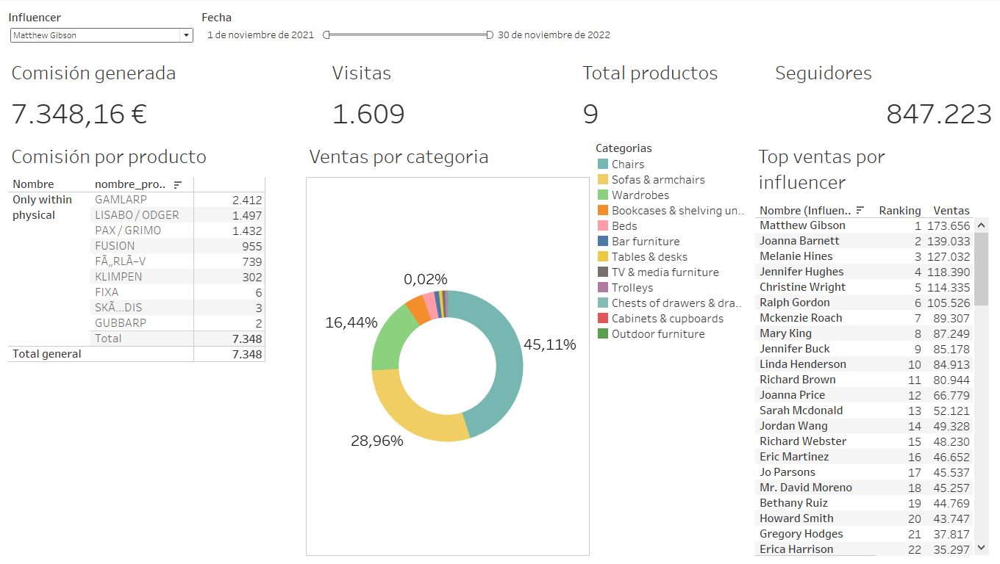 Influencer
Matthew Gibson
Fecha
1 de noviembre de 2021
30 de noviembre de 2022
Comisión generada
7.348,16 €
Visitas
1.609
Total productos
9
Seguidores
847.223
Comisión por producto
Nombre nombre_pro..
Only within physical GAMLARP 2.412
LISABO / ODGER 1.497
PAX / GRIMO 1.432
FUSION 955
FÃ„RLÃ–V 739
KLIMPEN 302
FIXA 6
SKÃ…DIS 3
GUBBARP 2
Total 7.348
Total general 7.348
Ventas por categoria
0,02%
16,44%
45,11%
28,96%
Categorias
Chairs
Sofas & armchairs
Wardrobes
Bookcases & shelving un..
Beds
Bar furniture
Tables & desks
TV & media furniture
Trolleys
Chests of drawers & dra..
Cabinets & cupboards
Outdoor furniture
Top ventas por
influencer
Nombre (Influen.. Ranking Ventas
Matthew Gibson 1 173.656
Joanna Barnett 2 139.033
Melanie Hines 3 127.032
Jennifer Hughes 4 118.390
Christine Wright 5 114.335
Ralph Gordon 6 105.526
Mckenzie Roach 7 89.307
Mary King 8 87.249
Jennifer Buck 9 85.178
Linda Henderson 10 84.913
Richard Brown 11 80.944
Joanna Price 12 66.779
Sarah Mcdonald 13 52.121
Jordan Wang 14 49.328
Richard Webster 15 48.230
Eric Martinez 16 46.652
Jo Parsons 17 45.537
Mr. David Moreno 18 45.257
Bethany Ruiz 19 44.769
Howard Smith 20 43.747
Gregory Hodges 21 37.817
Erica Harrison 22 35.297